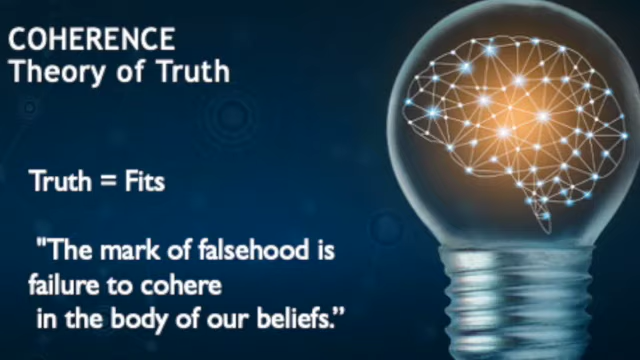 COHERENCE
Theory of Truth
Truth = Fits
"The mark of falsehood is
failure to cohere
in the body of our beliefs.”